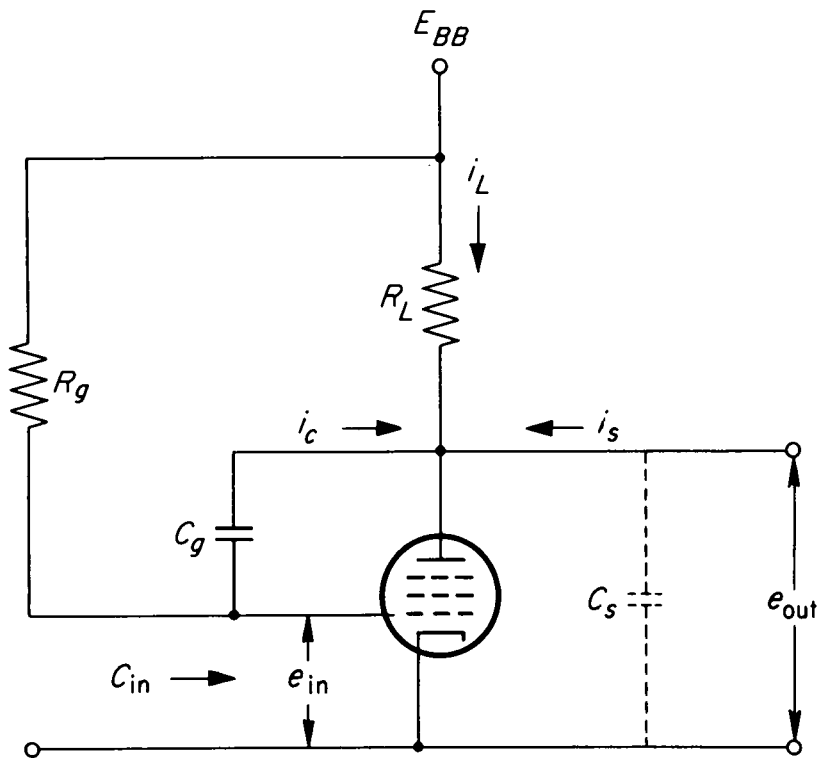 E_BB
i_L
R_L
R_g
i_c
i_s
C_g
C_s
e_out
C_in
e_in